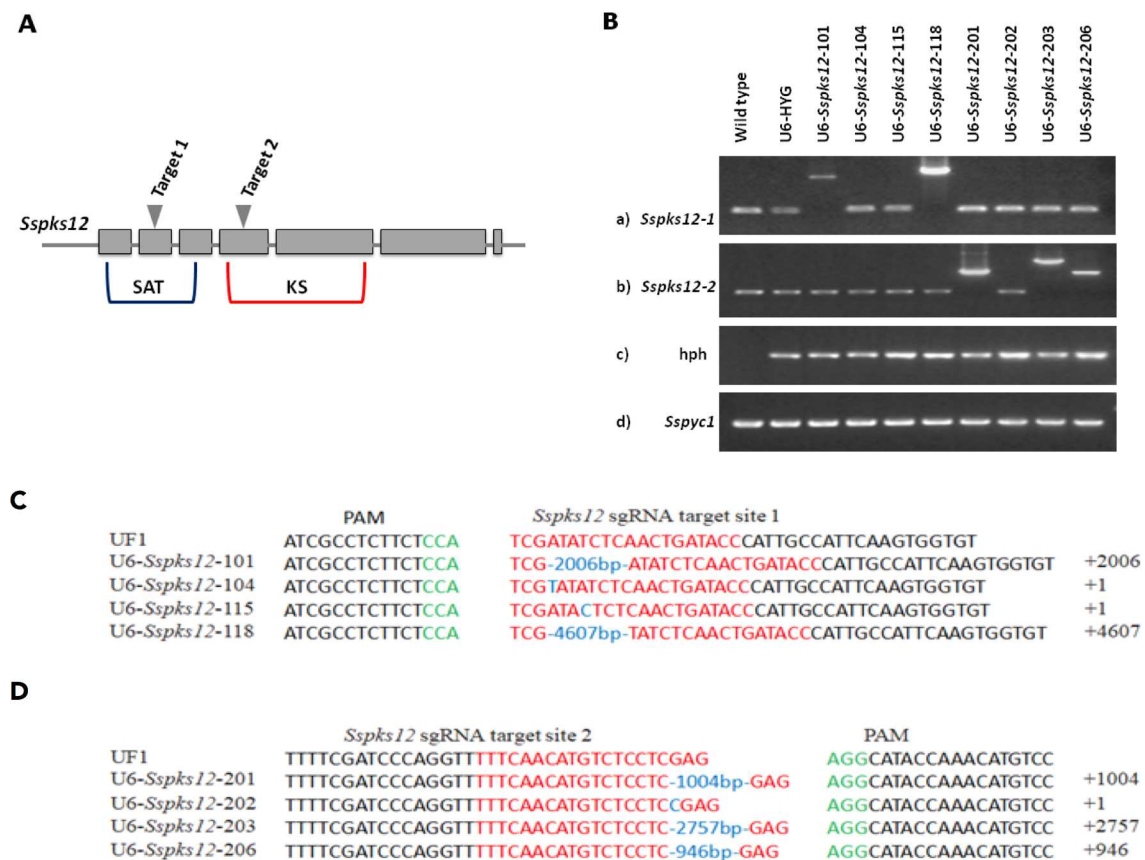 A
Target 1
Target 2
Sspks12
SAT
KS
B
Wild type
U6-HYG
U6-Sspks12-101
U6-Sspks12-104
U6-Sspks12-115
U6-Sspks12-118
U6-Sspks12-201
U6-Sspks12-202
U6-Sspks12-203
U6-Sspks12-206
a) Sspks12-1
b) Sspks12-2
c) hph
d) Sspyc1
C
PAM Sspks12 sgRNA target site 1
UF1 ATCGCCTCTTCTCCA TCGATATCTCAACTGATACCCATTGCCATTCAAGTGGTGT
U6-Sspks12-101 ATCGCCTCTTCTCCA TCG-2006bp-ATATCTCAACTGATACCCATTGCCATTCAAGTGGTGT +2006
U6-Sspks12-104 ATCGCCTCTTCTCCA TCGTATATCTCAACTGATACCCATTGCCATTCAAGTGGTGT +1
U6-Sspks12-115 ATCGCCTCTTCTCCA TCGATACTCTCAACTGATACCCATTGCCATTCAAGTGGTGT +1
U6-Sspks12-118 ATCGCCTCTTCTCCA TCG-4607bp-TATCTCAACTGATACCCATTGCCATTCAAGTGGTGT +4607
D
Sspks12 sgRNA target site 2 PAM
UF1 TTTTCGATCCCAGGTTTTTCAACATGTCTCCTCGAG AGGCATACCAAACATGTCC
U6-Sspks12-201 TTTTCGATCCCAGGTTTTTCAACATGTCTCCTC-1004bp-GAG AGGCATACCAAACATGTCC +1004
U6-Sspks12-202 TTTTCGATCCCAGGTTTTTCAACATGTCTCCTCCGAG AGGCATACCAAACATGTCC +1
U6-Sspks12-203 TTTTCGATCCCAGGTTTTTCAACATGTCTCCTC-2757bp-GAG AGGCATACCAAACATGTCC +2757
U6-Sspks12-206 TTTTCGATCCCAGGTTTTTCAACATGTCTCCTC-946bp-GAG AGGCATACCAAACATGTCC +946